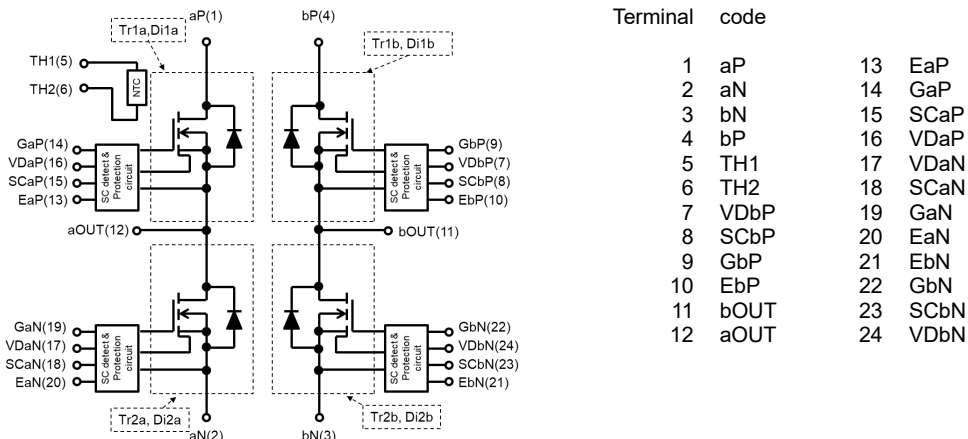 aP(1)
bP(4)
Tr1a,Di1a
Tr1b, Di1b
TH1(5)
TH2(6)
NTC
GaP(14)
VDaP(16)
SCaP(15)
EaP(13)
SC detect &
Protection
circuit
GbP(9)
VDbP(7)
SCbP(8)
EbP(10)
SC detect &
Protection
circuit
aOUT(12)
bOUT(11)
GaN(19)
VDaN(17)
SCaN(18)
EaN(20)
SC detect &
Protection
circuit
GbN(22)
VDbN(24)
SCbN(23)
EbN(21)
SC detect &
Protection
circuit
Tr2a, Di2a
Tr2b, Di2b
aN(2)
bN(3)
Terminal code
1 aP 13 EaP
2 aN 14 GaP
3 bN 15 SCaP
4 bP 16 VDaP
5 TH1 17 VDaN
6 TH2 18 SCaN
7 VDbP 19 GaN
8 SCbP 20 EaN
9 GbP 21 EbN
10 EbP 22 GbN
11 bOUT 23 SCbN
12 aOUT 24 VDbN